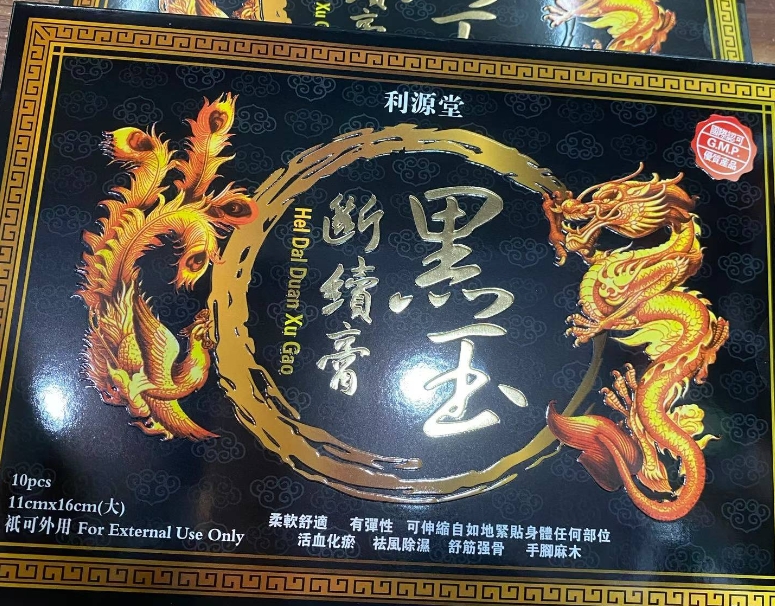 利源堂
國際認可
G.M.P.
優質產品
黑玉
斷續膏
Hei Dai Duan Xu Gao
10pcs
11cmx16cm(大)
祇可外用 For External Use Only
柔軟舒適 有彈性 可伸縮自如地緊貼身體任何部位
活血化瘀 祛風除濕 舒筋强骨 手腳麻木